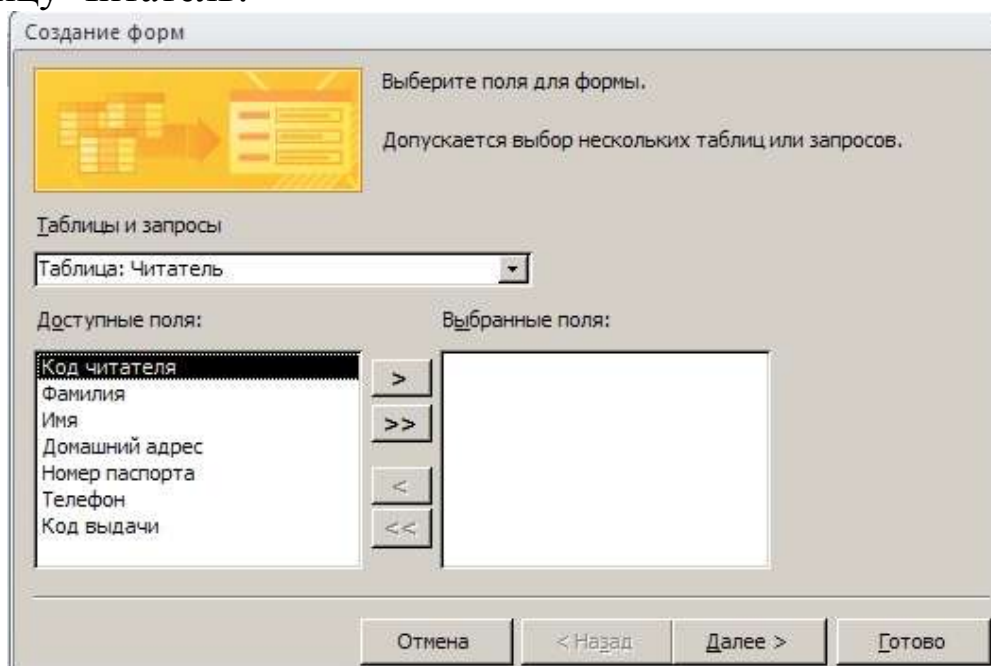 Создание форм
Выберите поля для формы.
Допускается выбор нескольких таблиц или запросов.
Таблицы и запросы
Таблица: Читатель
Доступные поля:
Выбранные поля:
Код читателя
Фамилия
Имя
Домашний адрес
Номер паспорта
Телефон
Код выдачи
>
>>
<
<<
Отмена
< Назад
Далее >
Готово